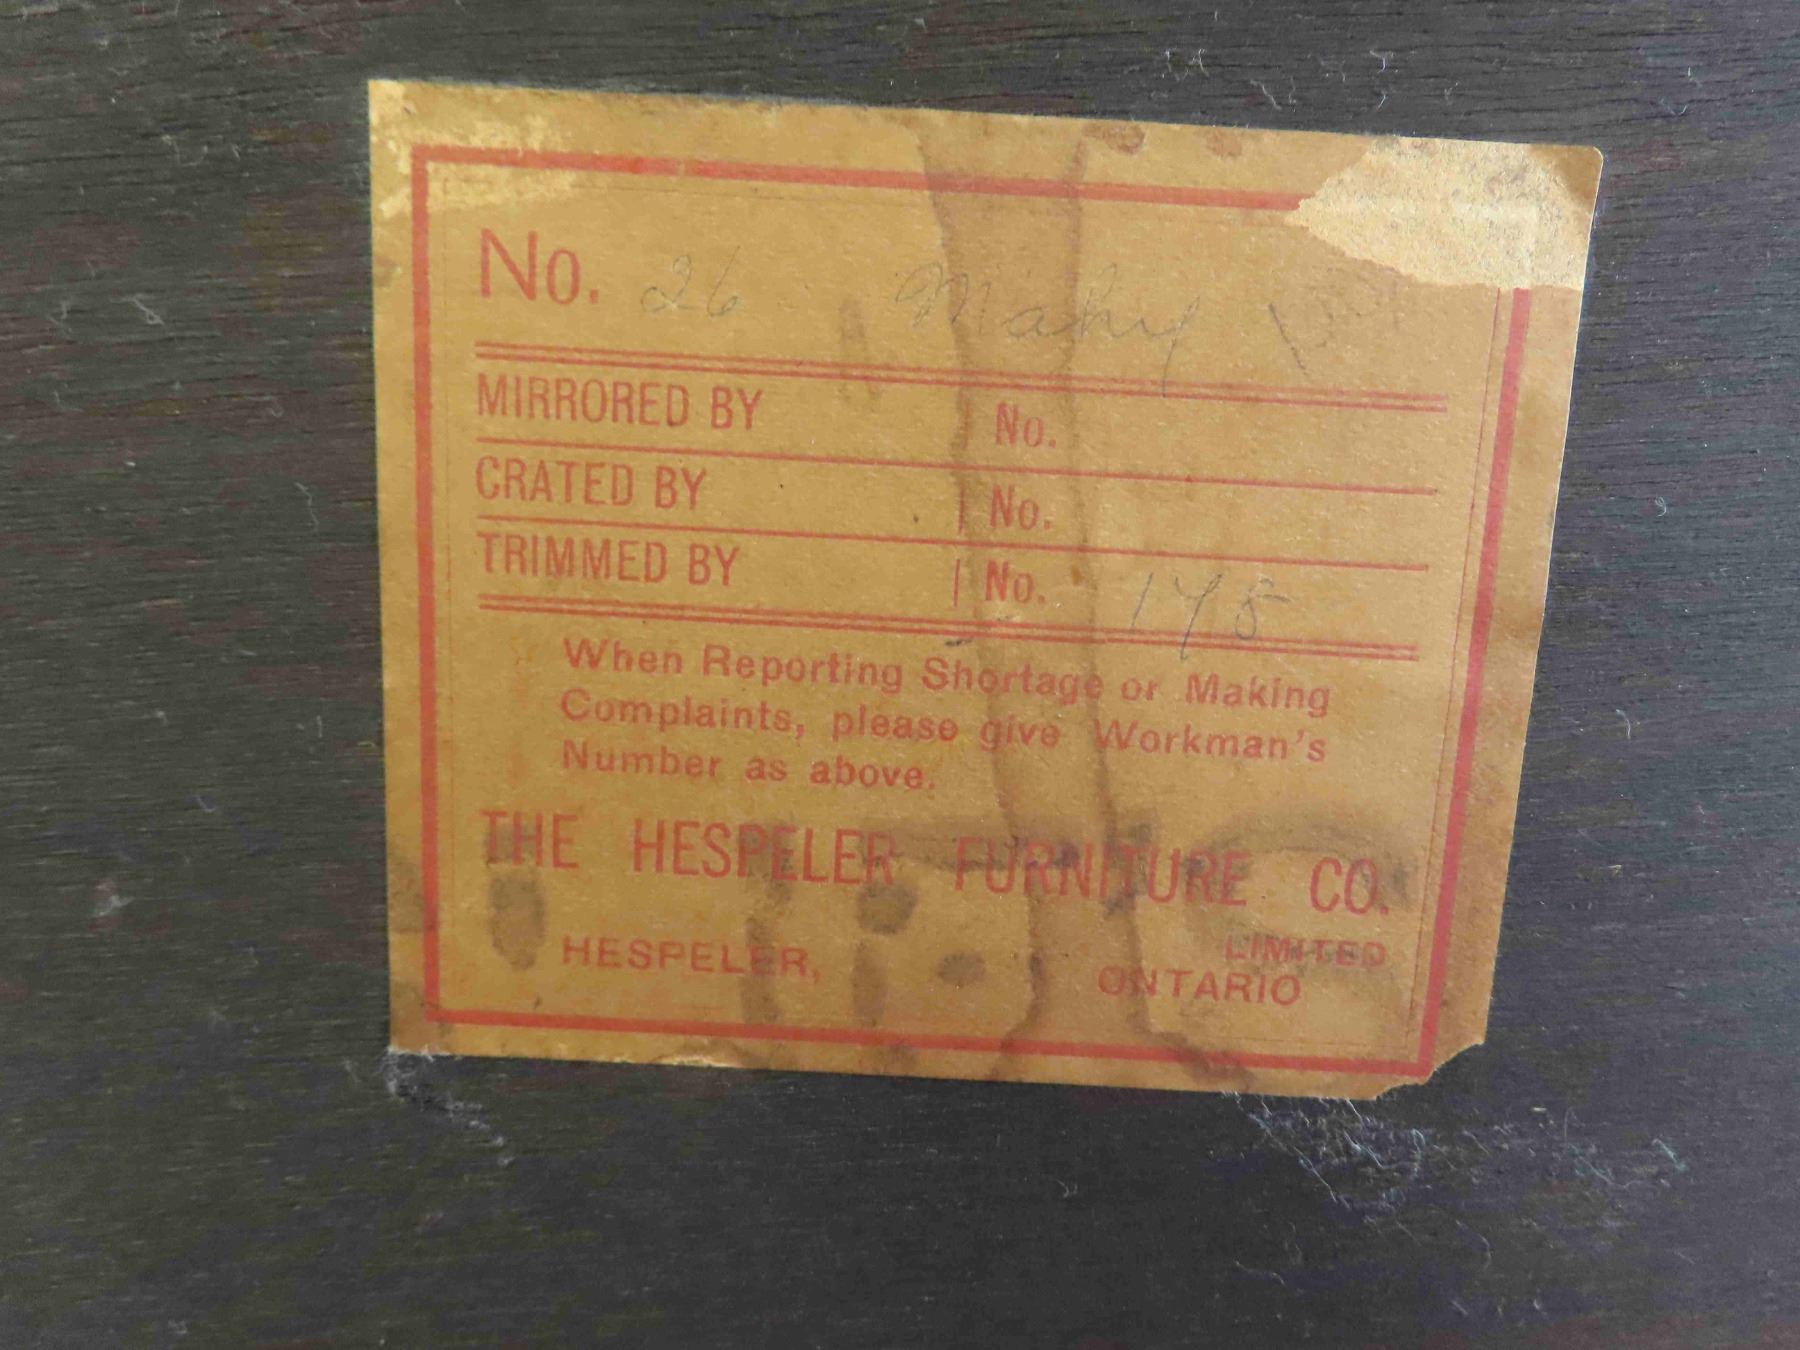 No. 26 Mahy
MIRRORED BY No.
CRATED BY No.
TRIMMED BY No. 175
When Reporting Shortage or Making
Complaints, please give Workman's
Number as above.
THE HESPELER FURNITURE CO.
LIMITED
HESPELER, ONTARIO